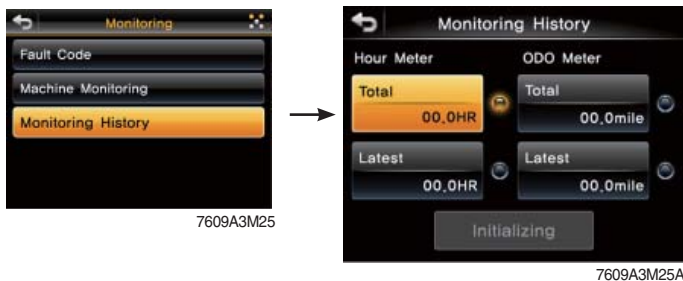 Monitoring
Fault Code
Machine Monitoring
Monitoring History
7609A3M25
Monitoring History
Hour Meter ODO Meter
Total Total
00.0HR 00.0mile
Latest Latest
00.0HR 00.0mile
Initializing
7609A3M25A